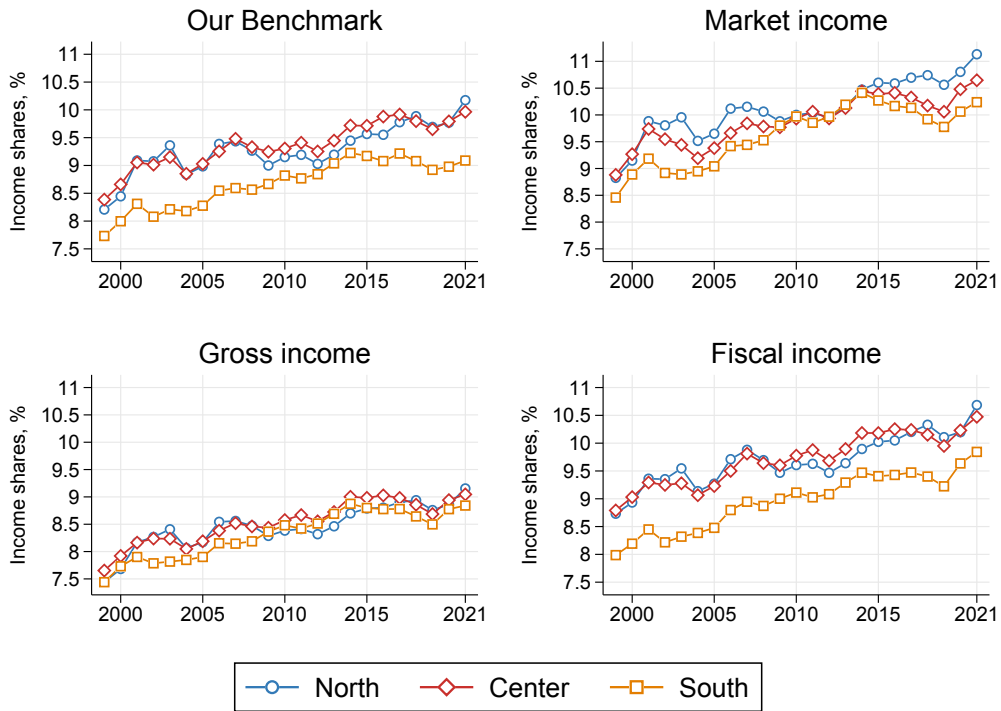 Our Benchmark
Income shares, %
11
10.5
10
9.5
9
8.5
8
7.5
2000 2005 2010 2015 2021
Market income
Income shares, %
11
10.5
10
9.5
9
8.5
8
7.5
2000 2005 2010 2015 2021
Gross income
Income shares, %
11
10.5
10
9.5
9
8.5
8
7.5
2000 2005 2010 2015 2021
Fiscal income
Income shares, %
11
10.5
10
9.5
9
8.5
8
7.5
2000 2005 2010 2015 2021
North Center South